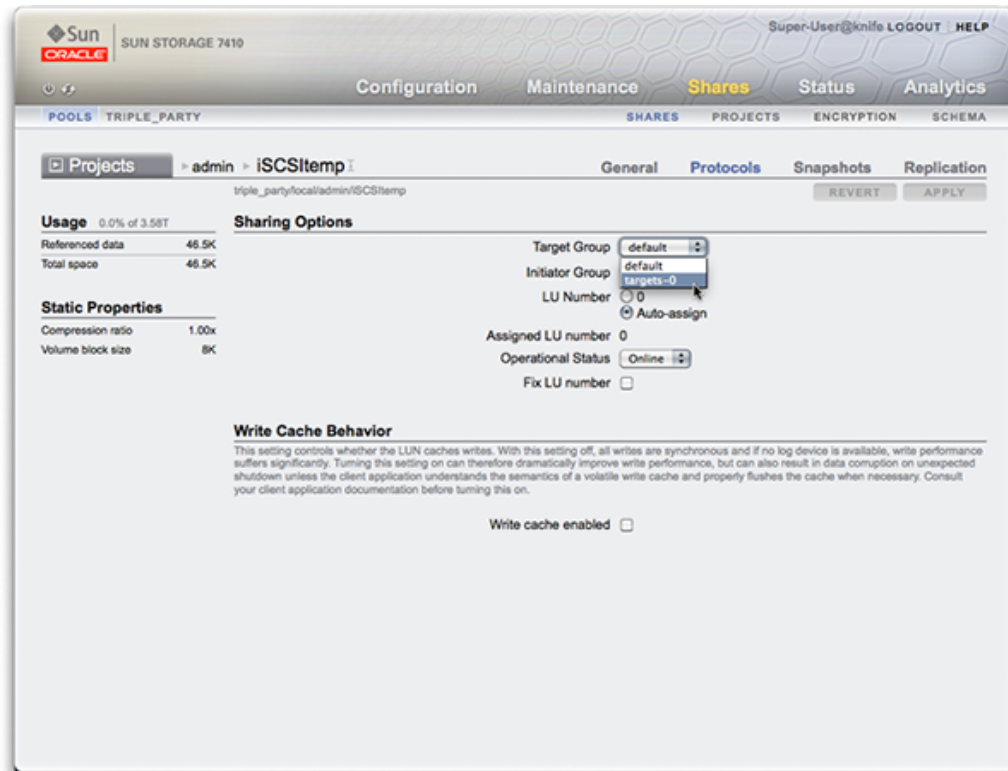 Sun
ORACLE
SUN STORAGE 7410
Super-User@knife LOGOUT HELP
Configuration Maintenance Shares Status Analytics
POOLS TRIPLE_PARTY SHARES PROJECTS ENCRYPTION SCHEMA
Projects admin iSCSItemp General Protocols Snapshots Replication
triple_party/local/admin/iSCSItemp REVERT APPLY
Usage 0.0% of 3.58T
Referenced data 46.5K
Total space 46.5K
Static Properties
Compression ratio 1.00x
Volume block size 8K
Sharing Options
Target Group default
default
targets-0
Initiator Group
LU Number 0
Auto-assign
Assigned LU number 0
Operational Status Online
Fix LU number
Write Cache Behavior
This setting controls whether the LUN caches writes. With this setting off, all writes are synchronous and if no log device is available, write performance
suffers significantly. Turning this setting on can therefore dramatically improve write performance, but can also result in data corruption on unexpected
shutdown unless the client application understands the semantics of a volatile write cache and properly flushes the cache when necessary. Consult
your client application documentation before turning this on.
Write cache enabled